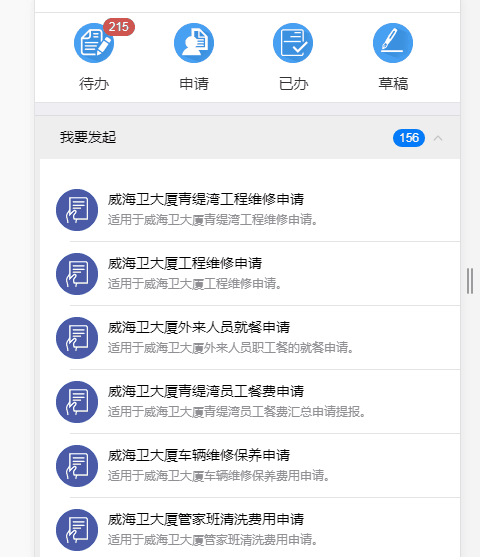 215
待办 申请 已办 草稿
我要发起 156
威海卫大厦青缇湾工程维修申请
适用于威海卫大厦青缇湾工程维修申请。
威海卫大厦工程维修申请
适用于威海卫大厦工程维修申请。
威海卫大厦外来人员就餐申请
适用于威海卫大厦外来人员职工餐的就餐申请。
威海卫大厦青缇湾员工餐费申请
适用于威海卫大厦青缇湾员工餐费汇总申请提报。
威海卫大厦车辆维修保养申请
适用于威海卫大厦车辆维修保养费用申请。
威海卫大厦管家班清洗费用申请
适用于威海卫大厦管家班清洗费用申请。